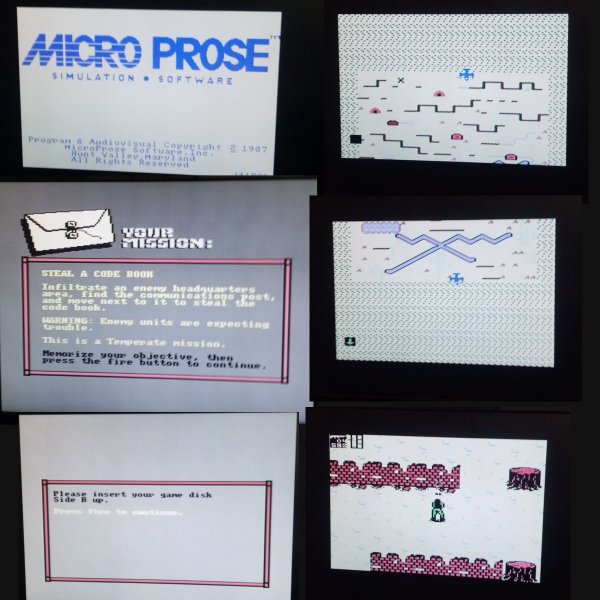 MICRO PROSE™
SIMULATION • SOFTWARE
Program & Audiovisual Copyright © 1987
MicroProse Software, Inc.
Hunt Valley, Maryland
All Rights Reserved
YOUR
MISSION:
STEAL A CODE BOOK
Infiltrate an enemy headquarters
area, find the communications post,
and move next to it to steal the
code book.
WARNING: Enemy units are expecting
trouble.
This is a Temperate mission.
Memorize your objective, then
press the fire button to continue.
Please insert your game disk
Side B up.
Press fire to continue.